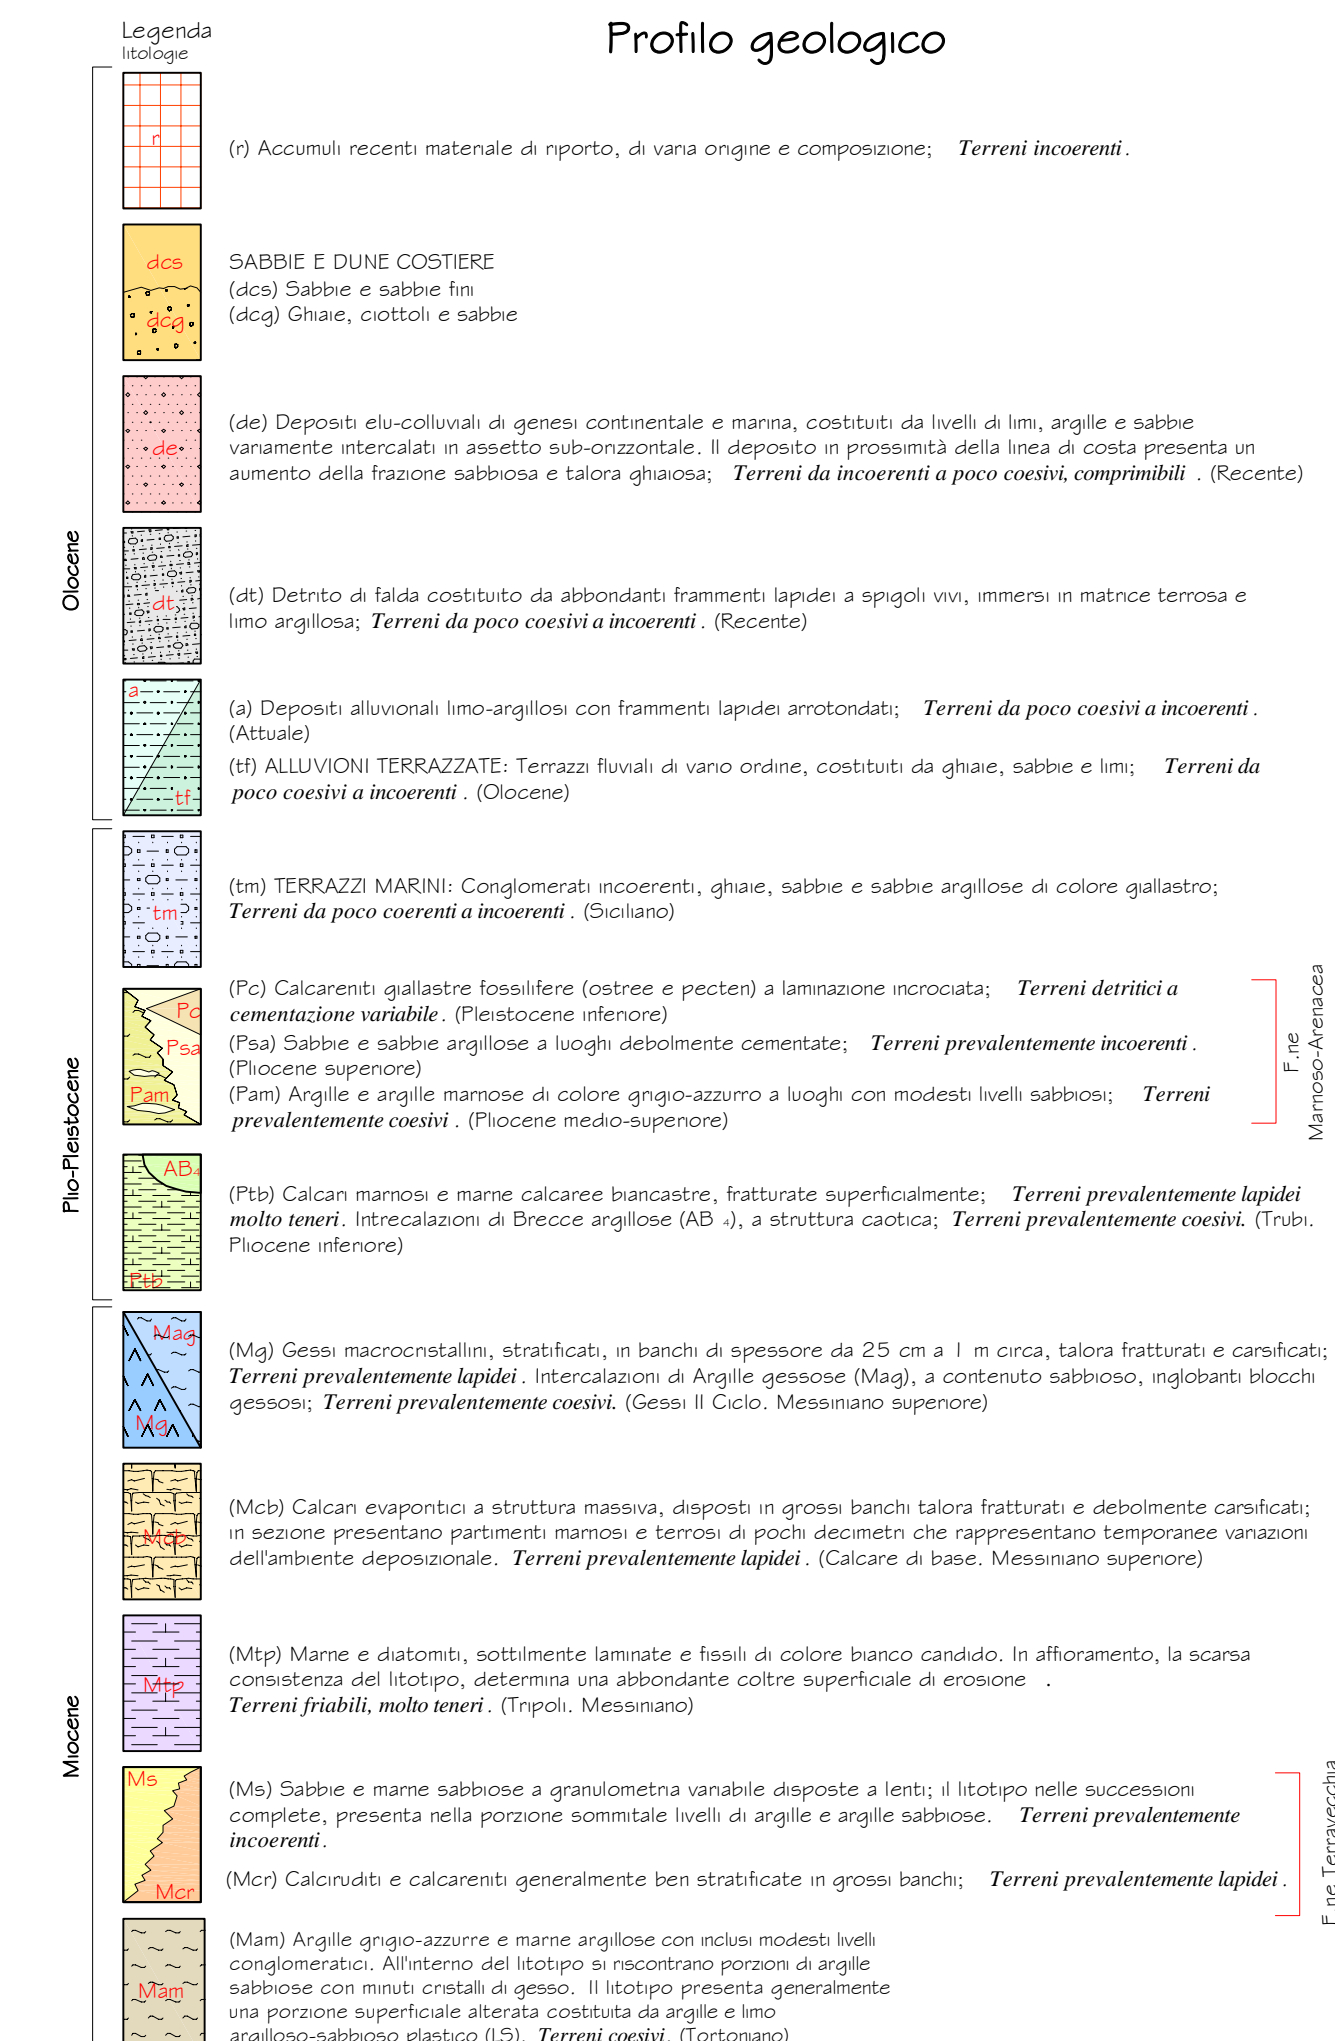 Legenda
litologie
Profilo geologico
Olocene
r
(r) Accumuli recenti materiale di riporto, di varia origine e composizione; Terreni incoerenti.
dcs
dcg
SABBIE E DUNE COSTIERE
(dcs) Sabbie e sabbie fini
(dcg) Ghiaie, ciottoli e sabbie
de
(de) Depositi elu-colluviali di genesi continentale e marina, costituiti da livelli di limi, argille e sabbie
variamente intercalati in assetto sub-orizzontale. Il deposito in prossimità della linea di costa presenta un
aumento della frazione sabbiosa e talora ghiaiosa; Terreni da incoerenti a poco coesivi, comprimibili . (Recente)
dt
(dt) Detrito di falda costituito da abbondanti frammenti lapidei a spigoli vivi, immersi in matrice terrosa e
limo argillosa; Terreni da poco coesivi a incoerenti . (Recente)
a
tf
(a) Depositi alluvionali limo-argillosi con frammenti lapidei arrotondati; Terreni da poco coesivi a incoerenti .
(Attuale)
(tf) ALLUVIONI TERRAZZATE: Terrazzi fluviali di vario ordine, costituiti da ghiaie, sabbie e limi; Terreni da
poco coesivi a incoerenti . (Olocene)
Plio-Pleistocene
tm
(tm) TERRAZZI MARINI: Conglomerati incoerenti, ghiaie, sabbie e sabbie argillose di colore giallastro;
Terreni da poco coerenti a incoerenti . (Siciliano)
Pc
Psa
Pam
(Pc) Calcareniti giallastre fossilifere (ostree e pecten) a laminazione incrociata; Terreni detritici a
cementazione variabile . (Pleistocene inferiore)
(Psa) Sabbie e sabbie argillose a luoghi debolmente cementate; Terreni prevalentemente incoerenti .
(Pliocene superiore)
(Pam) Argille e argille marnose di colore grigio-azzurro a luoghi con modesti livelli sabbiosi; Terreni
prevalentemente coesivi . (Pliocene medio-superiore)
F.ne
Marnoso-Arenacea
AB4
Ptb
(Ptb) Calcari marnosi e marne calcaree biancastre, fratturate superficialmente; Terreni prevalentemente lapidei
molto teneri . Intrecalazioni di Brecce argillose (AB 4), a struttura caotica; Terreni prevalentemente coesivi. (Trubi.
Pliocene inferiore)
Miocene
Mag
Mg
(Mg) Gessi macrocristallini, stratificati, in banchi di spessore da 25 cm a 1 m circa, talora fratturati e carsificati;
Terreni prevalentemente lapidei . Intercalazioni di Argille gessose (Mag), a contenuto sabbioso, inglobanti blocchi
gessosi; Terreni prevalentemente coesivi. (Gessi II Ciclo. Messiniano superiore)
Mcb
(Mcb) Calcari evaporitici a struttura massiva, disposti in grossi banchi talora fratturati e debolmente carsificati;
in sezione presentano partimenti marnosi e terrosi di pochi decimetri che rappresentano temporanee variazioni
dell'ambiente deposizionale. Terreni prevalentemente lapidei . (Calcare di base. Messiniano superiore)
Mtp
(Mtp) Marne e diatomiti, sottilmente laminate e fissili di colore bianco candido. In affioramento, la scarsa
consistenza del litotipo, determina una abbondante coltre superficiale di erosione .
Terreni friabili, molto teneri . (Tripoli. Messiniano)
Ms
Mcr
(Ms) Sabbie e marne sabbiose a granulometria variabile disposte a lenti; il litotipo nelle successioni
complete, presenta nella porzione sommitale livelli di argille e argille sabbiose. Terreni prevalentemente
incoerenti .
(Mcr) Calciruditi e calcareniti generalmente ben stratificate in grossi banchi; Terreni prevalentemente lapidei .
F.ne Terravecchia
Mam
(Mam) Argille grigio-azzurre e marne argillose con inclusi modesti livelli
conglomeratici. All'interno del litotipo si riscontrano porzioni di argille
sabbiose con minuti cristalli di gesso. Il litotipo presenta generalmente
una porzione superficiale alterata costituita da argille e limo
argilloso-sabbioso plastico (LS). Terreni coesivi . (Tortoniano)